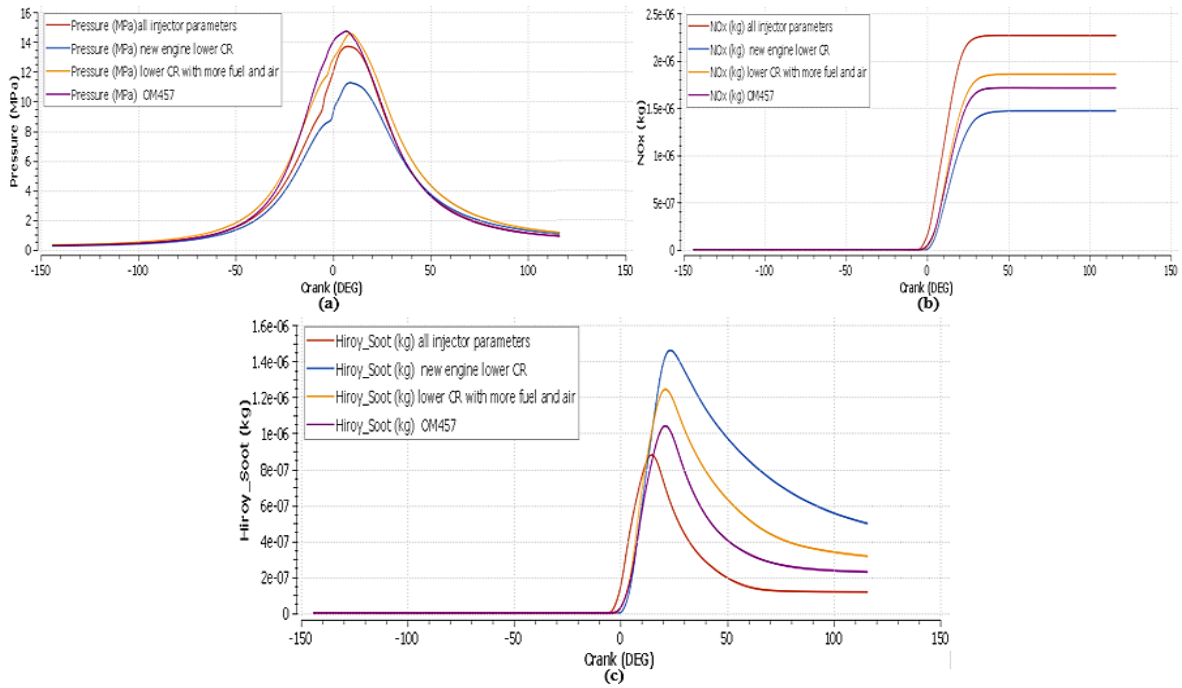 Pressure (MPa)all injector parameters
Pressure (MPa) new engine lower CR
Pressure (MPa) lower CR with more fuel and air
Pressure (MPa) OM457
Pressure (MPa)
16
14
12
10
8
6
4
2
0
-150
-100
-50
0
50
100
150
Crank (DEG)
(a)
NOx (kg) all injector parameters
NOx (kg) new engine lower CR
NOx (kg) lower CR with more fuel and air
NOx (kg) OM457
NOx (kg)
2.5e-06
2e-06
1.5e-06
1e-06
5e-07
0
-150
-100
-50
0
50
100
150
Crank (DEG)
(b)
Hiroy_Soot (kg) all injector parameters
Hiroy_Soot (kg) new engine lower CR
Hiroy_Soot (kg) lower CR with more fuel and air
Hiroy_Soot (kg) OM457
Hiroy_Soot (kg)
1.6e-06
1.4e-06
1.2e-06
1e-06
8e-07
6e-07
4e-07
2e-07
0
-150
-100
-50
0
50
100
150
Crank (DEG)
(c)